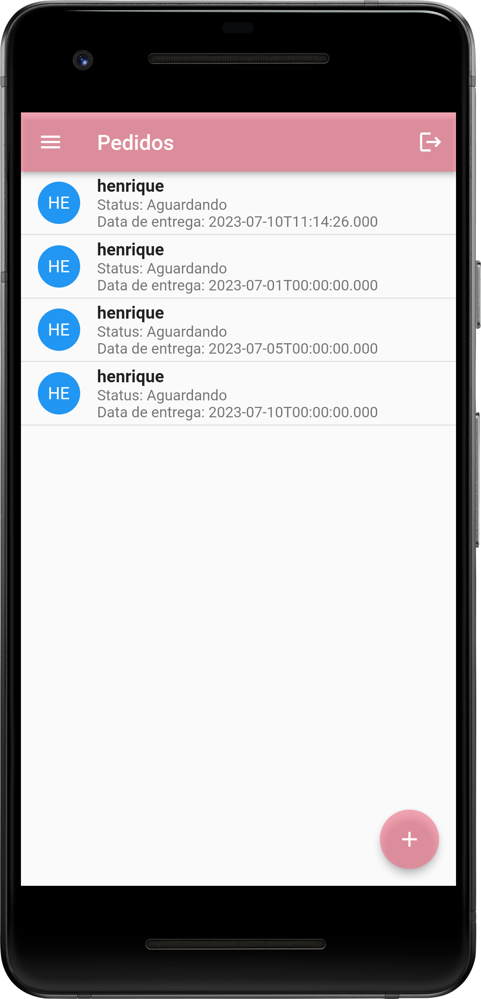 Pedidos
HE
henrique
Status: Aguardando
Data de entrega: 2023-07-10T11:14:26.000
HE
henrique
Status: Aguardando
Data de entrega: 2023-07-01T00:00:00.000
HE
henrique
Status: Aguardando
Data de entrega: 2023-07-05T00:00:00.000
HE
henrique
Status: Aguardando
Data de entrega: 2023-07-10T00:00:00.000